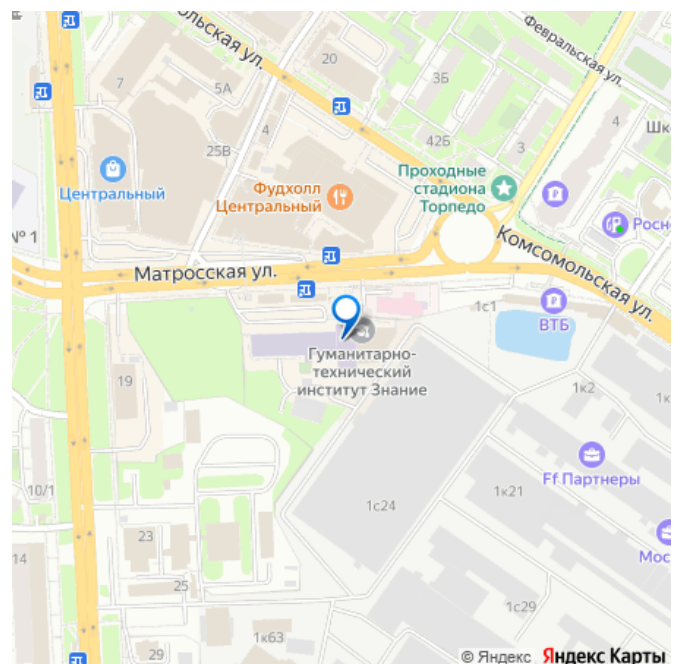 ольская ул.
20
Февральская ул.
7
5А
3Б
4
4
Шк
25В
42Б
3
Центральный
Фудхолл
Центральный
Проходные
стадиона
Торпедо
Росн
№ 1
Матросская ул.
Комсомольская ул.
1с1
ВТБ
Гуманитарно-
технический
институт Знание
19
1к2
1к
10/1
Ff Партнеры
1с24
1к21
23
14
Мос
25
1с29
1к63
29
© Яндекс Яндекс Карты